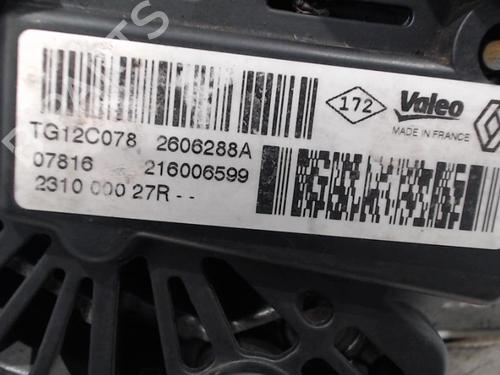 172 Valeo
MADE IN FRANCE
TG12C078 2606288A
07816 216006599
2310 000 27R - -